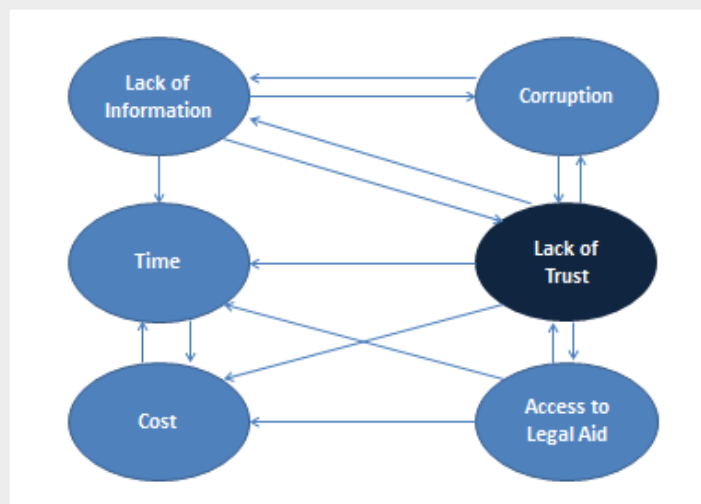 Lack of
Information
Corruption
Time
Lack of
Trust
Cost
Access to
Legal Aid